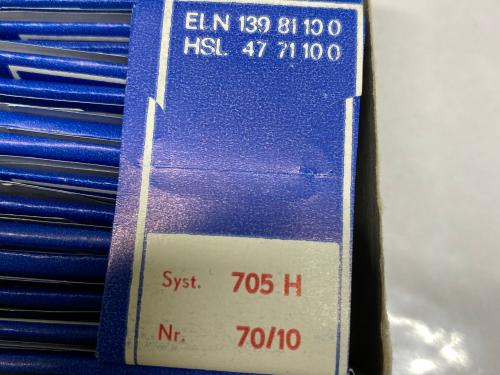 ELN 139 81 10 0
HSL 47 71 10 0
Syst. 705 H
Nr. 70/10